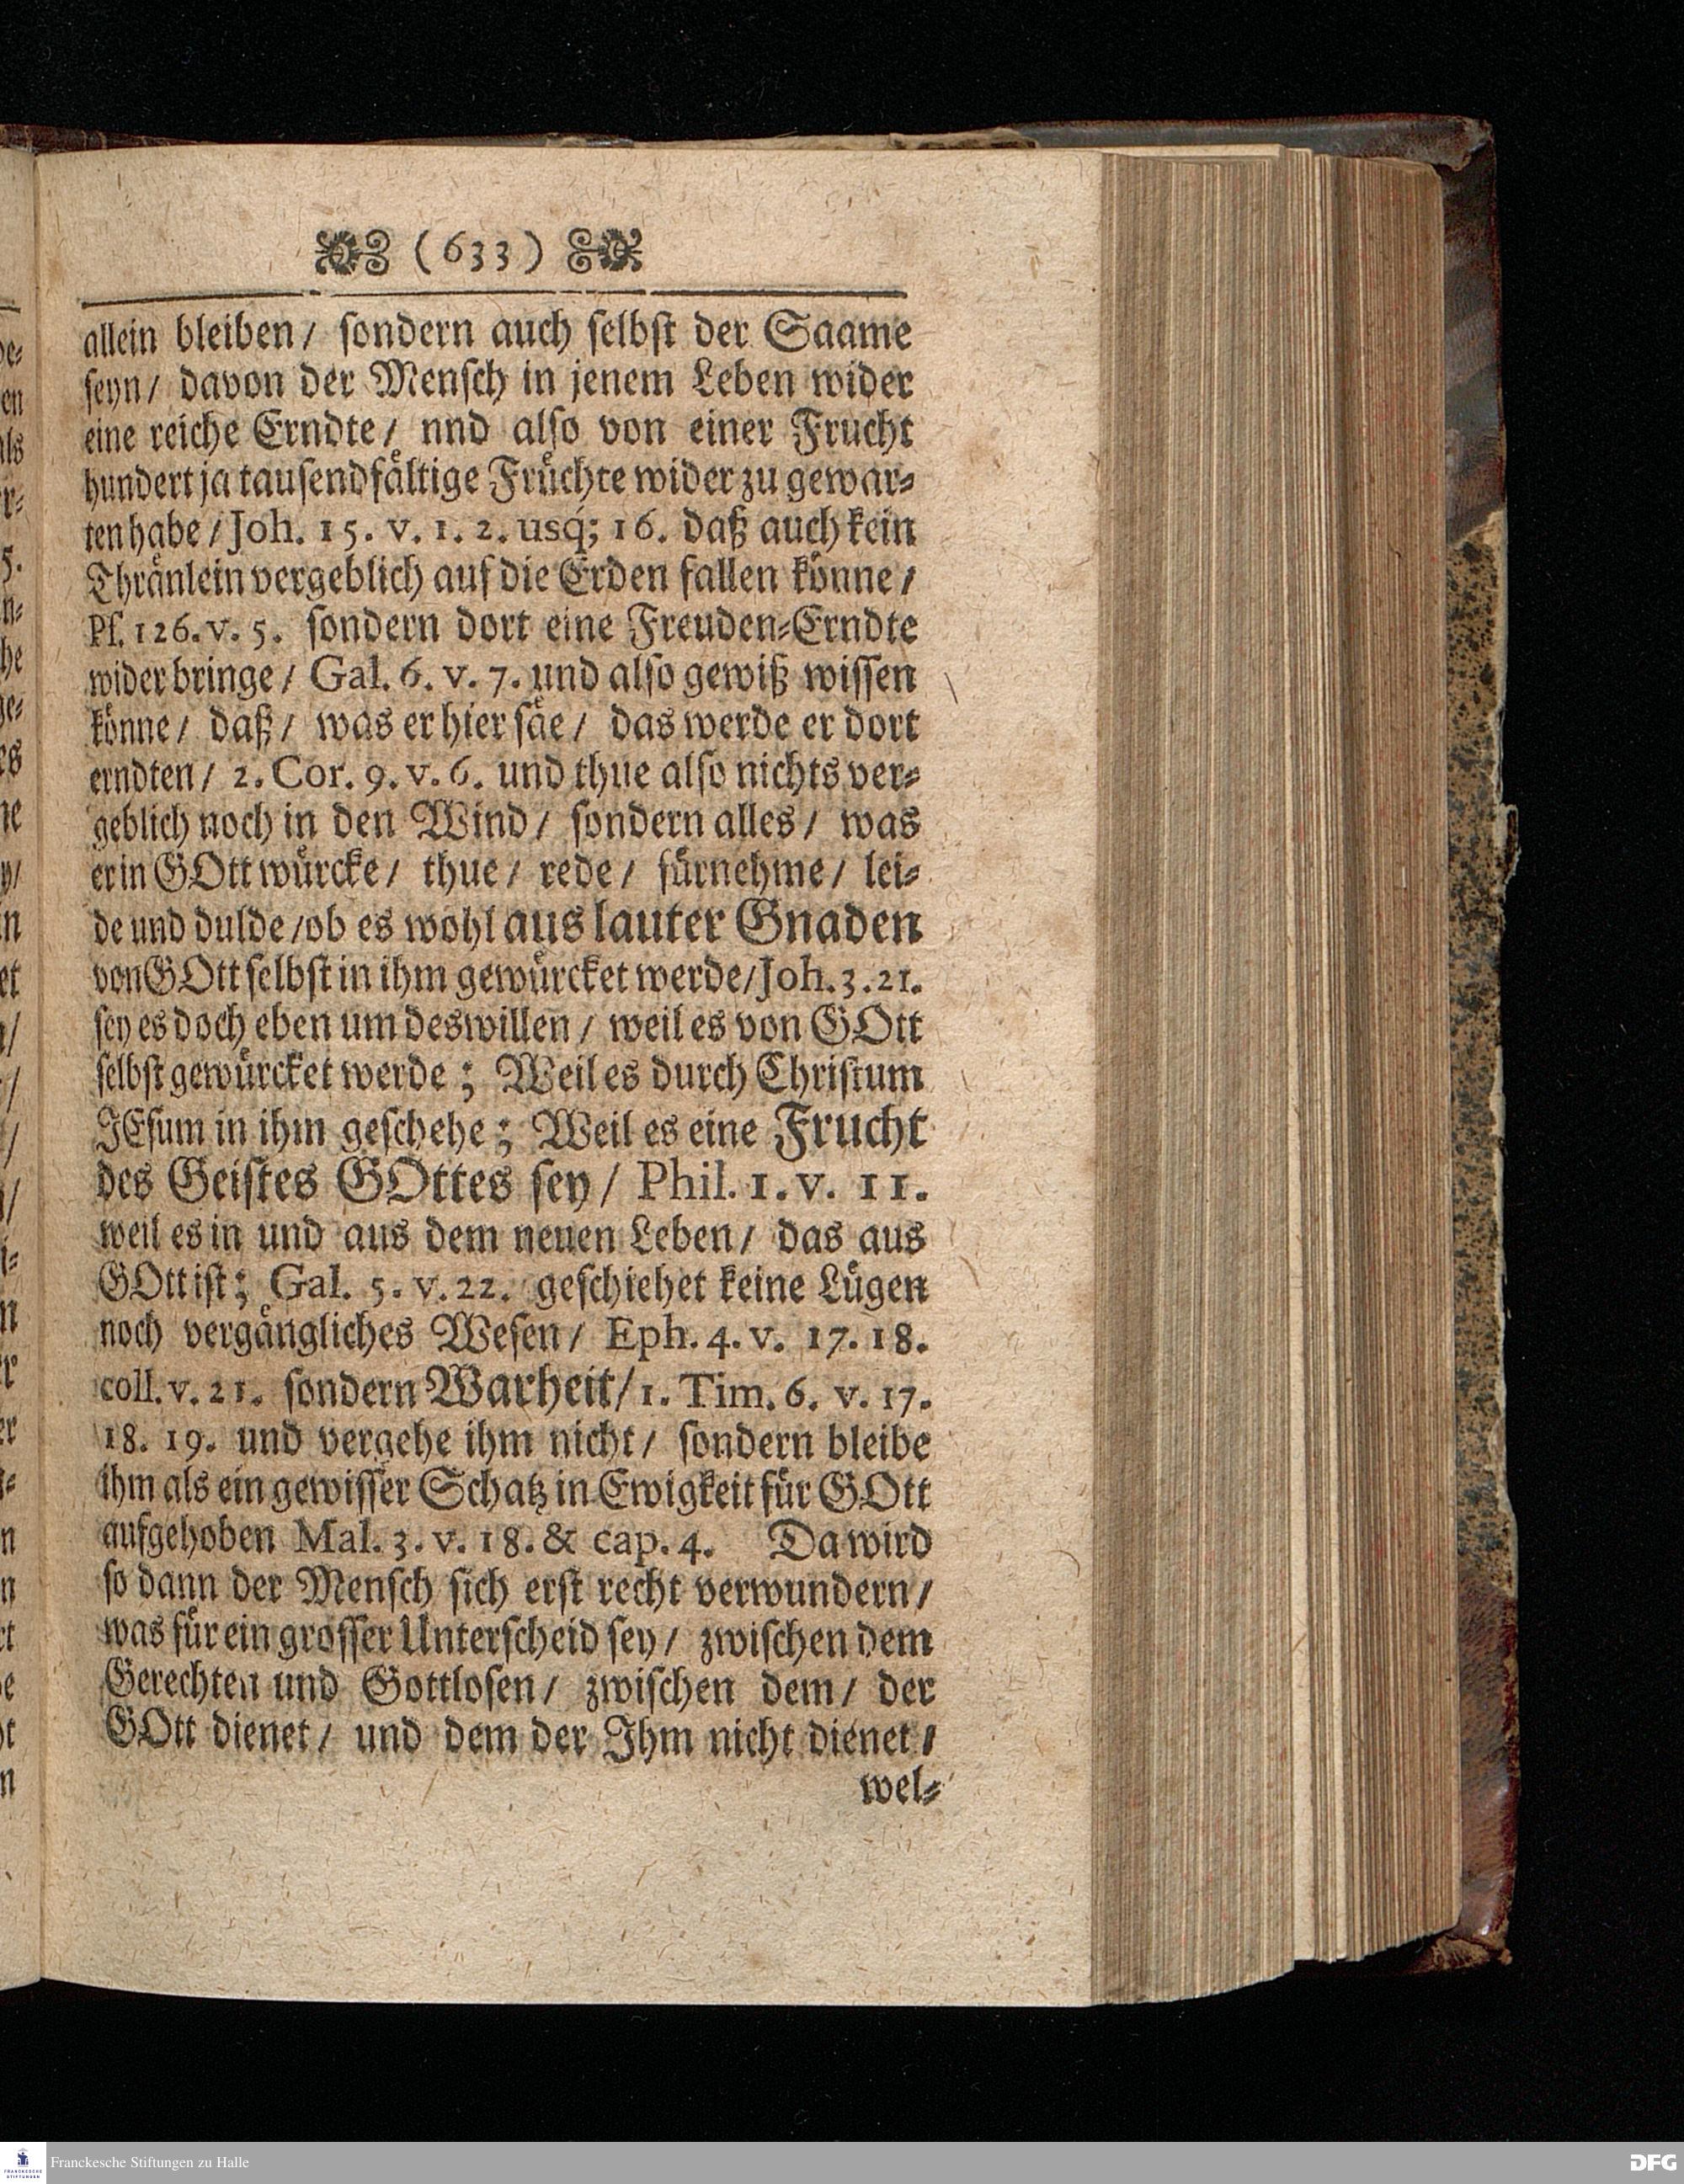 (633)
allein bleiben/ sondern auch selbst der Saame
seyn/ davon der Mensch in jenem Leben wider
eine reiche Erndte/ nnd also von einer Frucht
hundert ja tausendfältige Früchte wider zu gewar-
ten habe/ Joh. 15. v. 1. 2. usq́; 16. daß auch kein
Thränlein vergeblich auf die Erden fallen könne/
Ps. 126. v. 5. sondern dort eine Freuden-Erndte
wider bringe/ Gal. 6. v. 7. und also gewiß wissen
könne/ daß/ was er hier säe/ das werde er dort
erndten/ 2. Cor. 9. v. 6. und thue also nichts ver-
geblich noch in den Wind/ sondern alles/ was
er in GOtt würcke/ thue/ rede/ fürnehme/ lei-
de und dulde/ ob es wohl aus lauter Gnaden
von GOtt selbst in ihm gewürcket werde/ Joh. 3. 21.
sey es doch eben um deswillen/ weil es von GOtt
selbst gewürcket werde; Weil es durch Christum
JEsum in ihm geschehe; Weil es eine Frucht
des Geistes GOttes sey/ Phil. 1. v. 11.
weil es in und aus dem neuen Leben/ das aus
GOtt ist; Gal. 5. v. 22. geschiehet keine Lügen
noch vergängliches Wesen/ Eph. 4. v. 17. 18.
coll. v. 21. sondern Warheit/ 1. Tim. 6. v. 17.
18. 19. und vergehe ihm nicht/ sondern bleibe
ihm als ein gewisser Schatz in Ewigkeit für GOtt
aufgehoben Mal. 3. v. 18. & cap. 4. Da wird
so dann der Mensch sich erst recht verwundern/
was für ein grosser Unterscheid sey/ zwischen dem
Gerechten und Gottlosen/ zwischen dem/ der
GOtt dienet/ und dem der Ihm nicht dienet/
wel-
Franckesche Stiftungen zu Halle
DFG